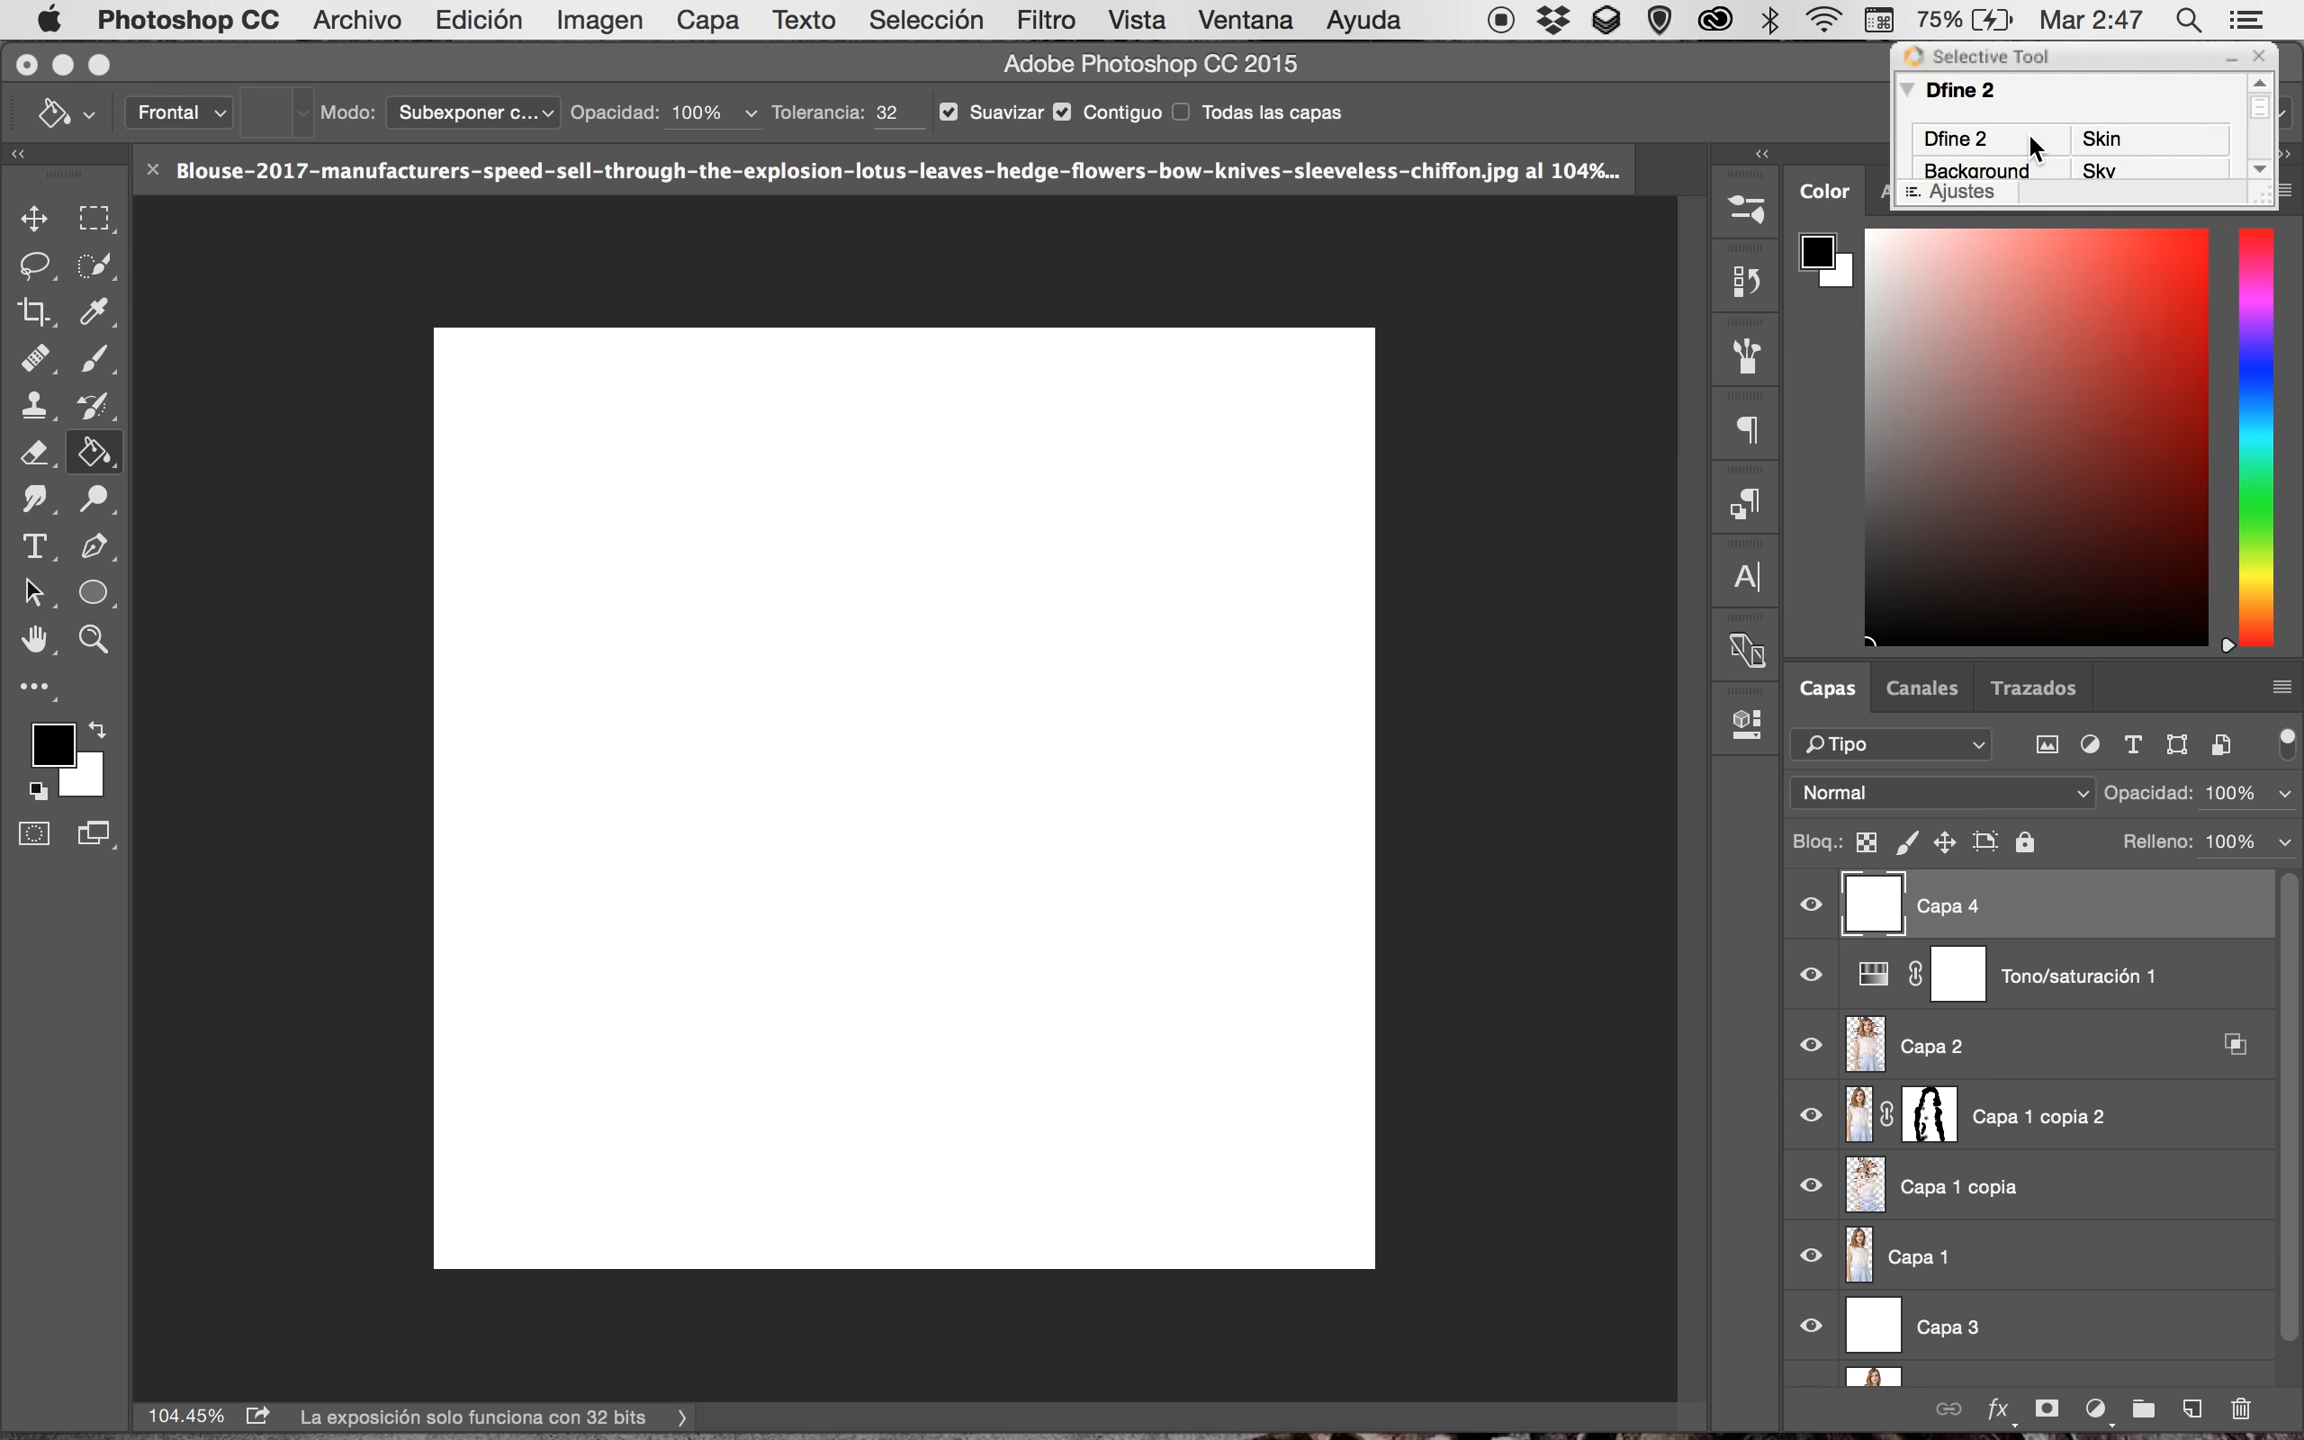 Photoshop CC Archivo Edición Imagen Capa Texto Selección Filtro Vista Ventana Ayuda 75% Mar 2:47
Adobe Photoshop CC 2015
Selective Tool
Dfine 2
Dfine 2 Skin
Background Sky
Ajustes
Frontal Modo: Subexponer c... Opacidad: 100% Tolerancia: 32 Suavizar Contiguo Todas las capas
Blouse-2017-manufacturers-speed-sell-through-the-explosion-lotus-leaves-hedge-flowers-bow-knives-sleeveless-chiffon.jpg al 104%...
Color
Capas Canales Trazados
Tipo
Normal Opacidad: 100%
Bloq.: Relleno: 100%
Capa 4
Tono/saturación 1
Capa 2
Capa 1 copia 2
Capa 1 copia
Capa 1
Capa 3
fx
104.45% La exposición solo funciona con 32 bits